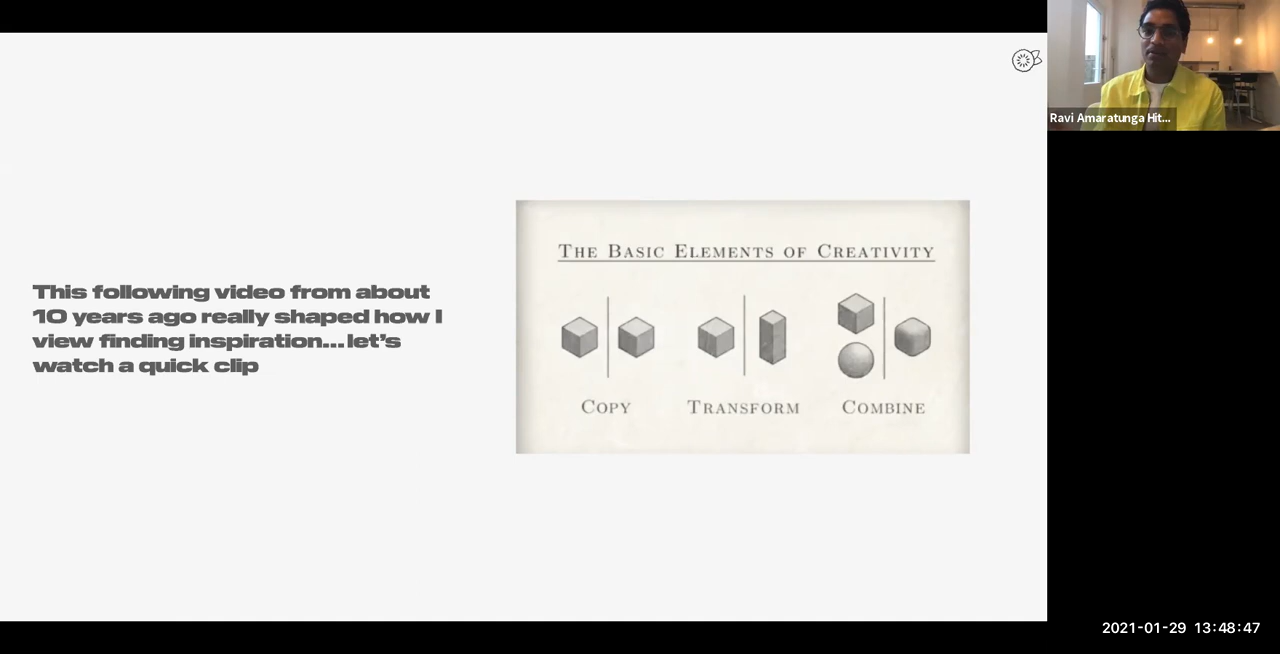 This following video from about
10 years ago really shaped how I
view finding inspiration...let's
watch a quick clip
The Basic Elements of Creativity
Copy
Transform
Combine
Ravi Amaratunga Hit...
2021-01-29 13:48:47